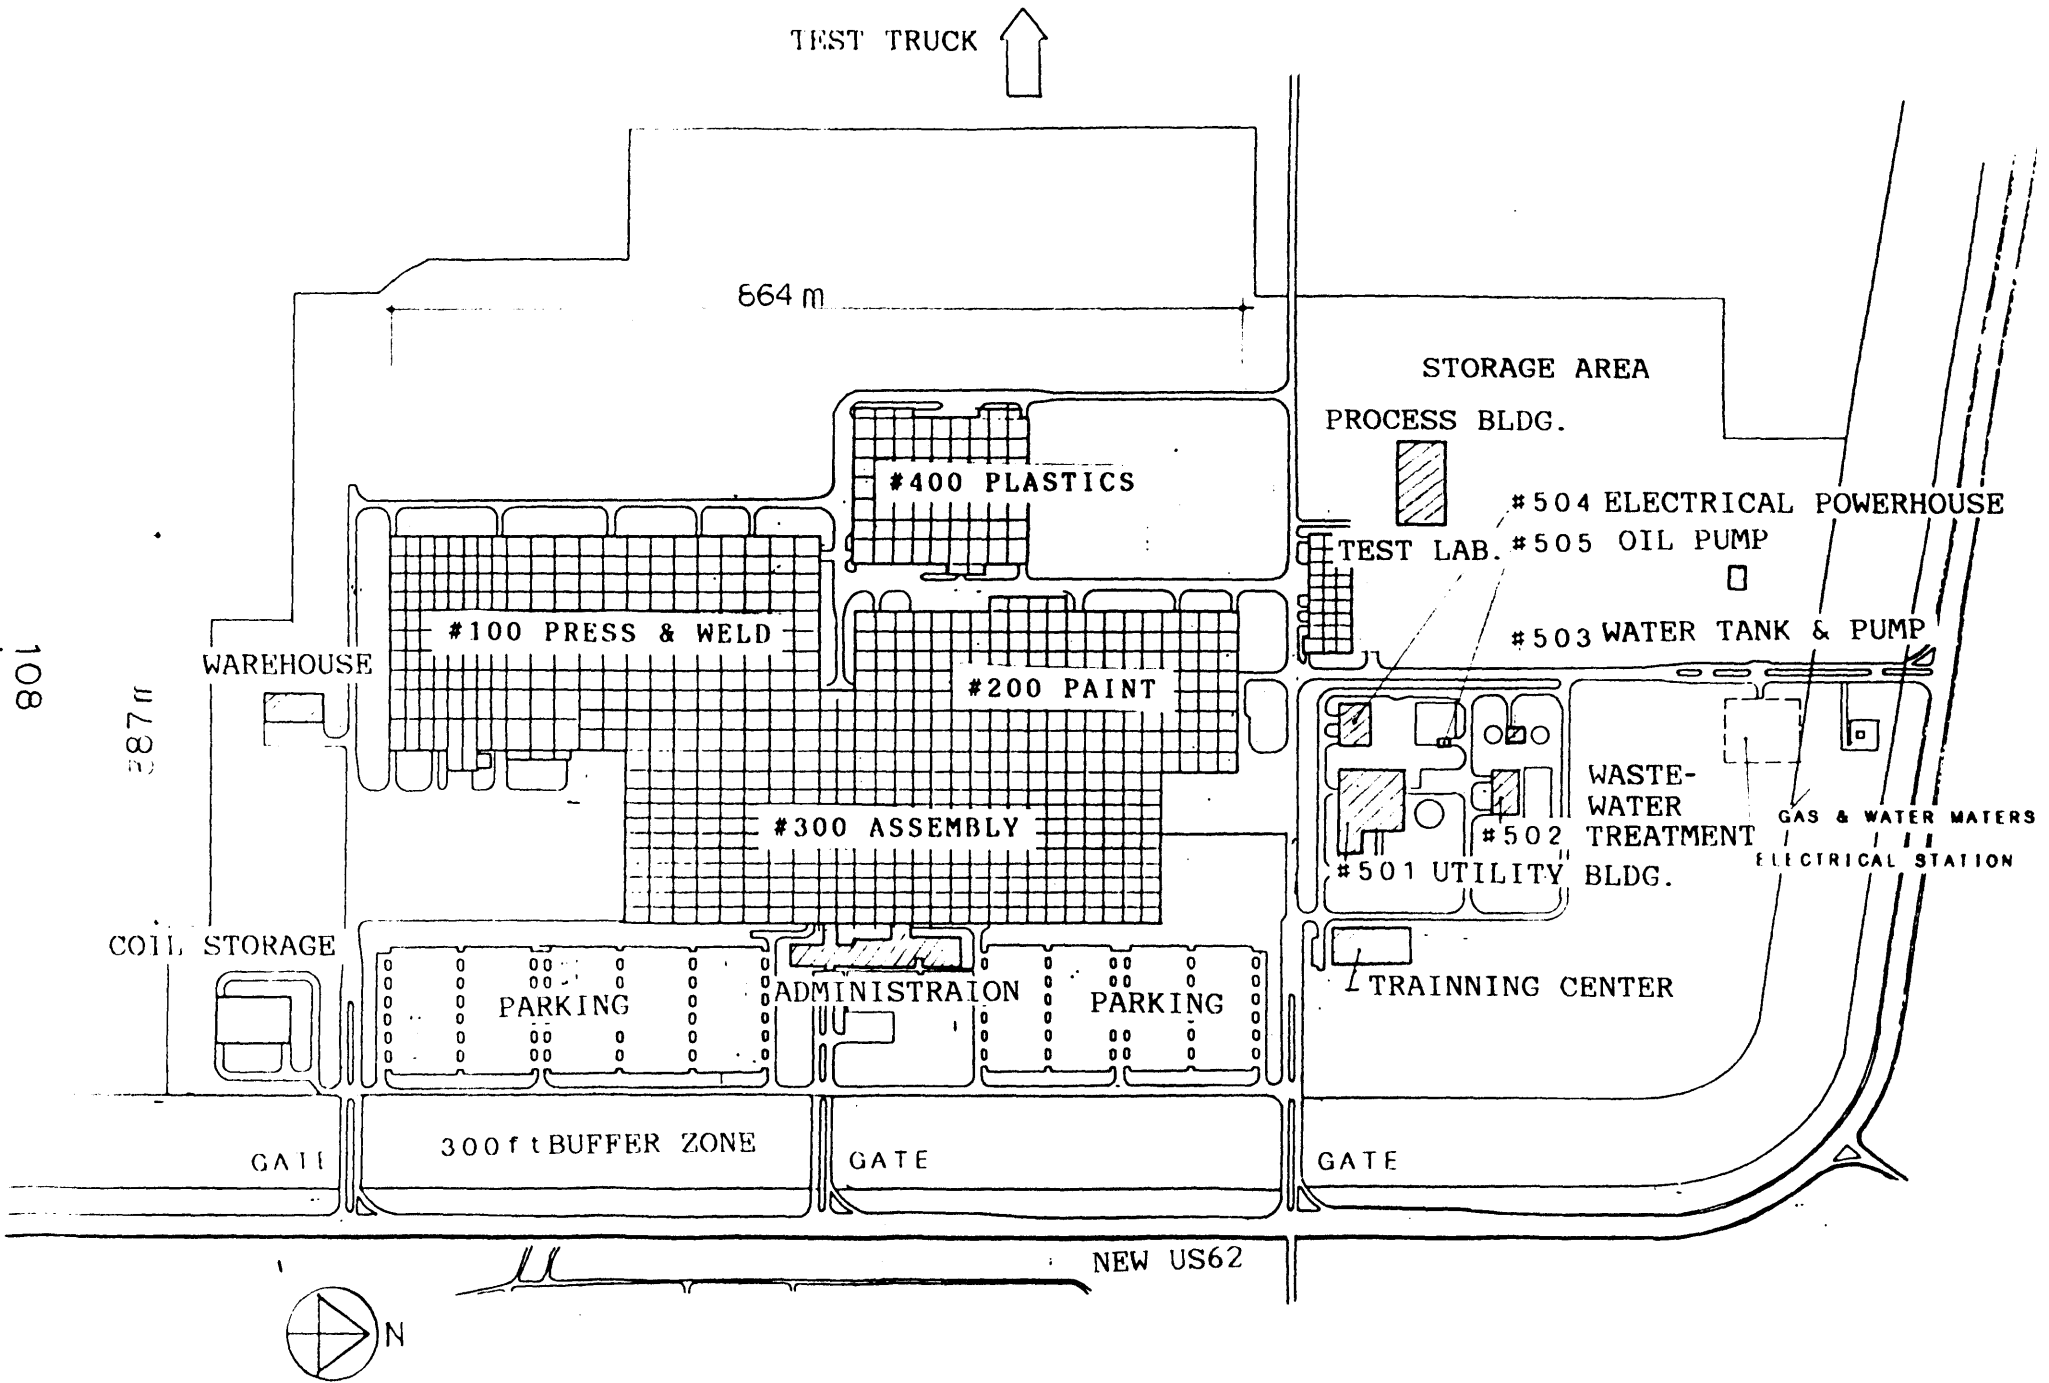 TEST TRUCK
664 m
STORAGE AREA
PROCESS BLDG.
#400 PLASTICS
#504 ELECTRICAL POWERHOUSE
TEST LAB.
#505 OIL PUMP
#100 PRESS & WELD
#503 WATER TANK & PUMP
WAREHOUSE
108
#200 PAINT
WASTE-
WATER
#502 TREATMENT
GAS & WATER MATERS
#300 ASSEMBLY
ELECTRICAL STATION
#501 UTILITY BLDG.
COIL STORAGE
TRAINNING CENTER
ADMINISTRAION
PARKING
PARKING
300ft BUFFER ZONE
GATE
GATE
NEW US62
N